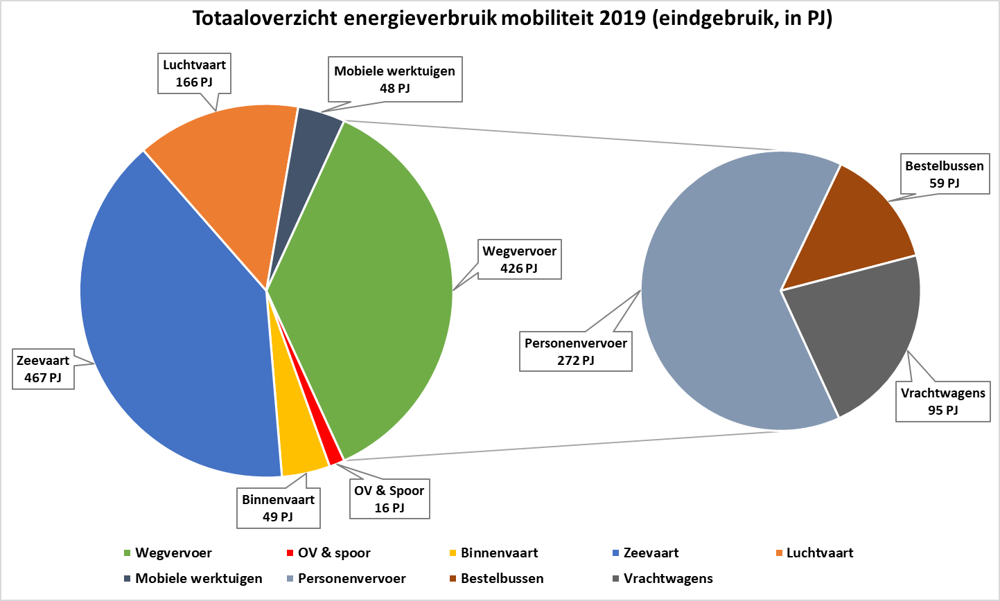 Totaaloverzicht energieverbruik mobiliteit 2019 (eindgebruik, in PJ)
Luchtvaart
166 PJ
Mobiele werktuigen
48 PJ
Bestelbussen
59 PJ
Wegvervoer
426 PJ
Personenvervoer
272 PJ
Zeevaart
467 PJ
Vrachtwagens
95 PJ
OV & Spoor
16 PJ
Binnenvaart
49 PJ
Wegvervoer
OV & spoor
Binnenvaart
Zeevaart
Luchtvaart
Mobiele werktuigen
Personenvervoer
Bestelbussen
Vrachtwagens